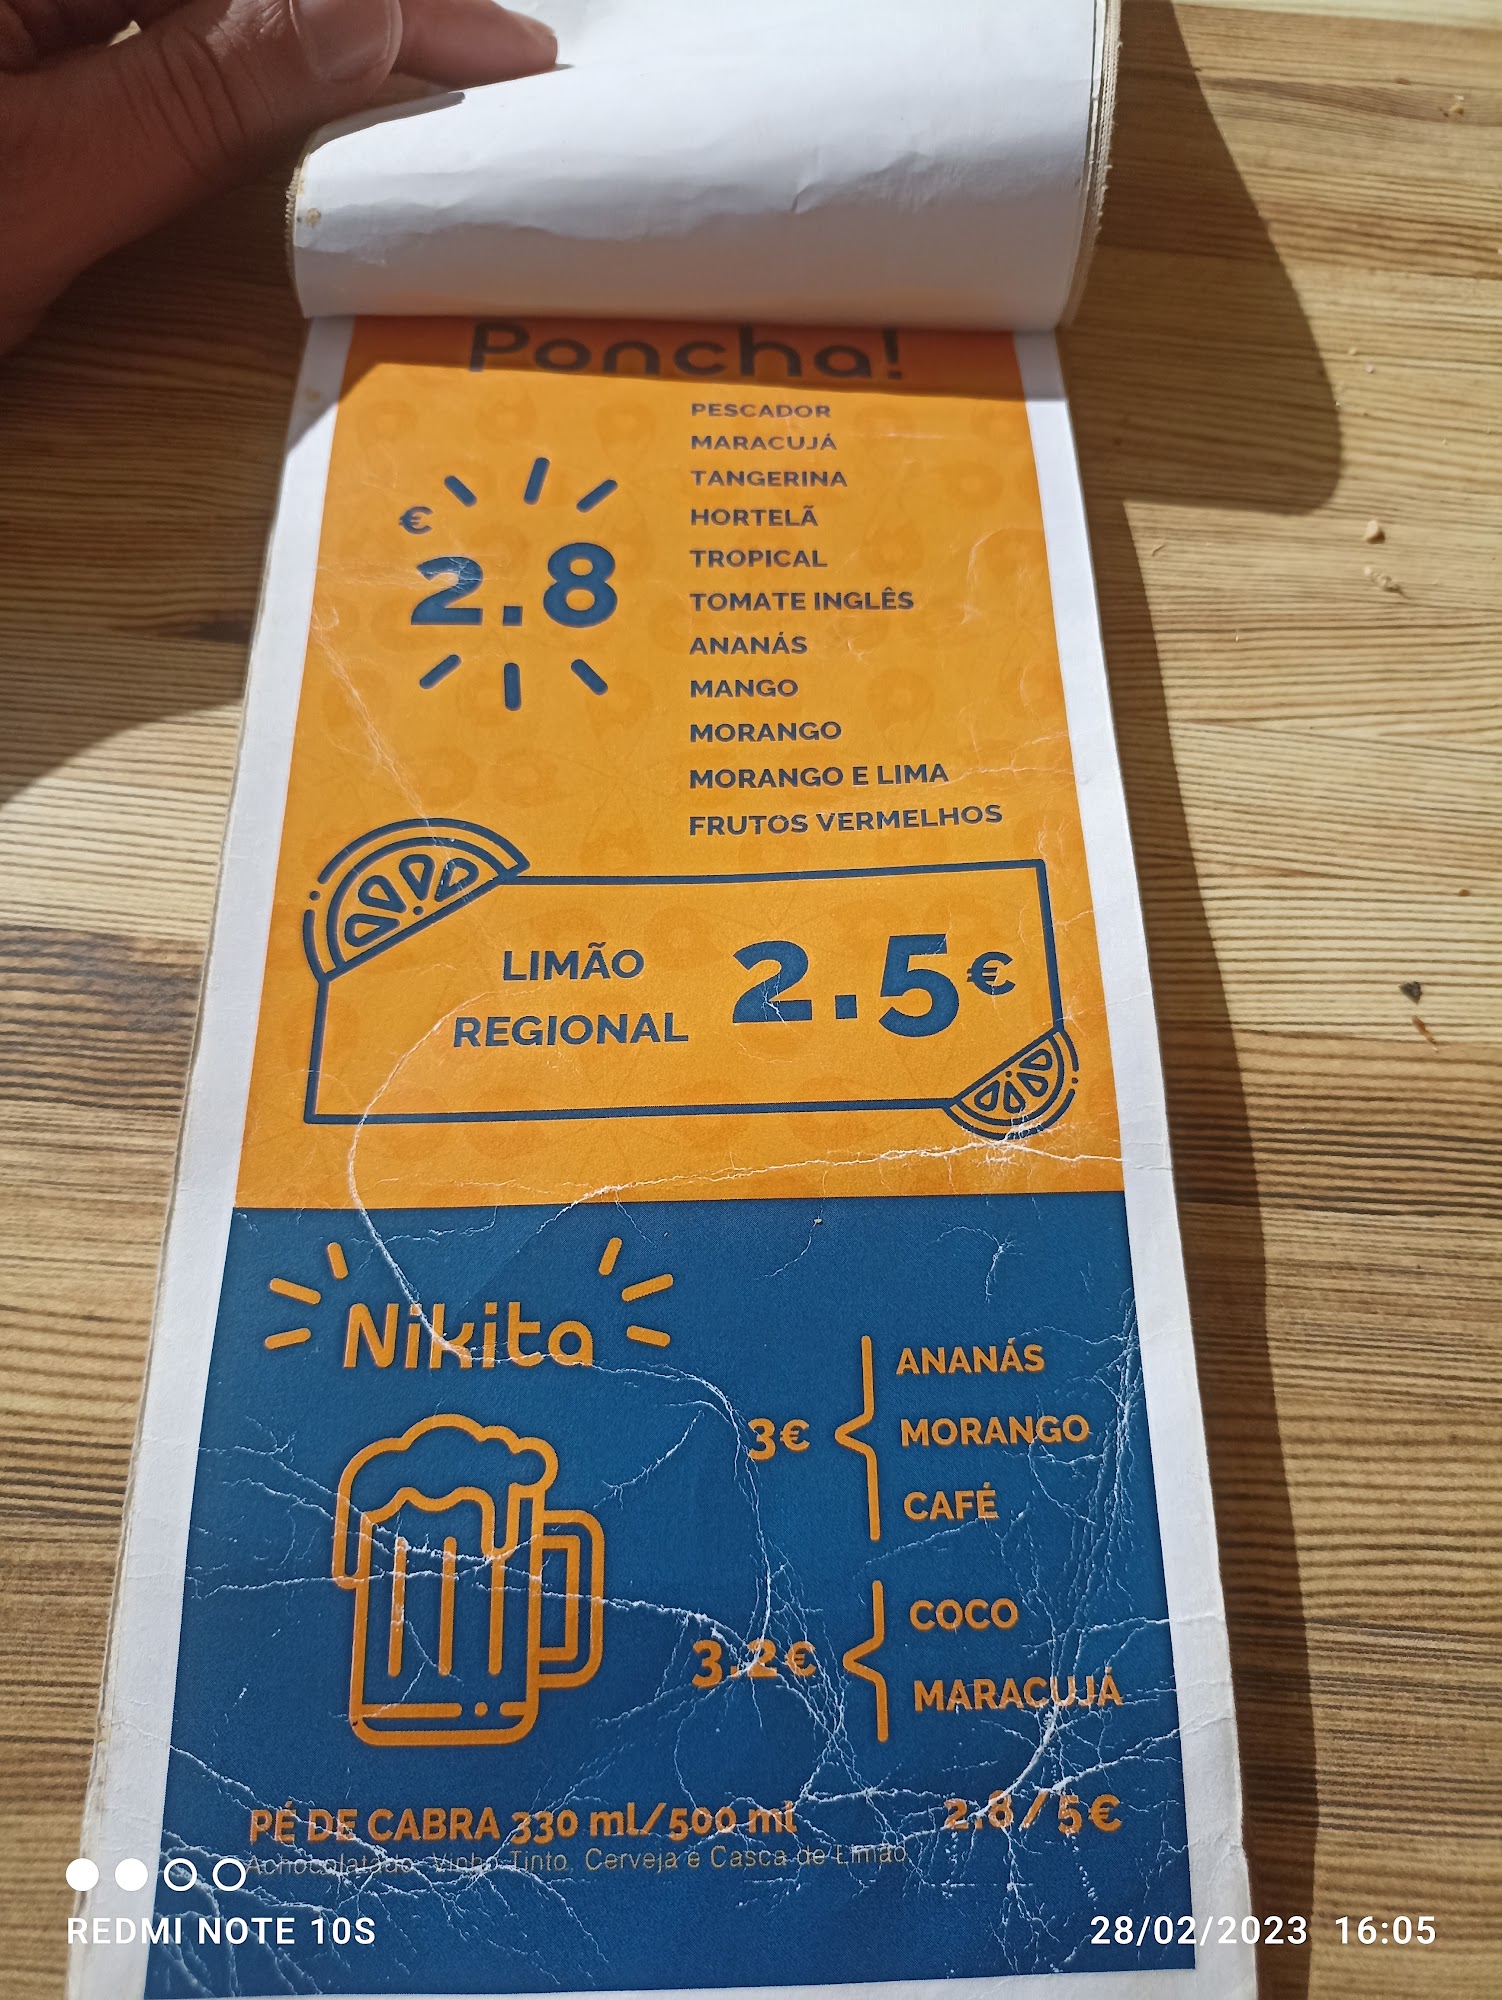 Poncha!
€
2.8
PESCADOR
MARACUJÁ
TANGERINA
HORTELÃ
TROPICAL
TOMATE INGLÊS
ANANÁS
MANGO
MORANGO
MORANGO E LIMA
FRUTOS VERMELHOS
LIMÃO
REGIONAL
2.5€
Nikita
3€
ANANÁS
MORANGO
CAFÉ
3.2€
COCO
MARACUJÁ
PÉ DE CABRA 330 ml/500 ml 2.8/5€
Achocolatado, Vinho Tinto, Cerveja e Casca de Limão
REDMI NOTE 10S
28/02/2023 16:05